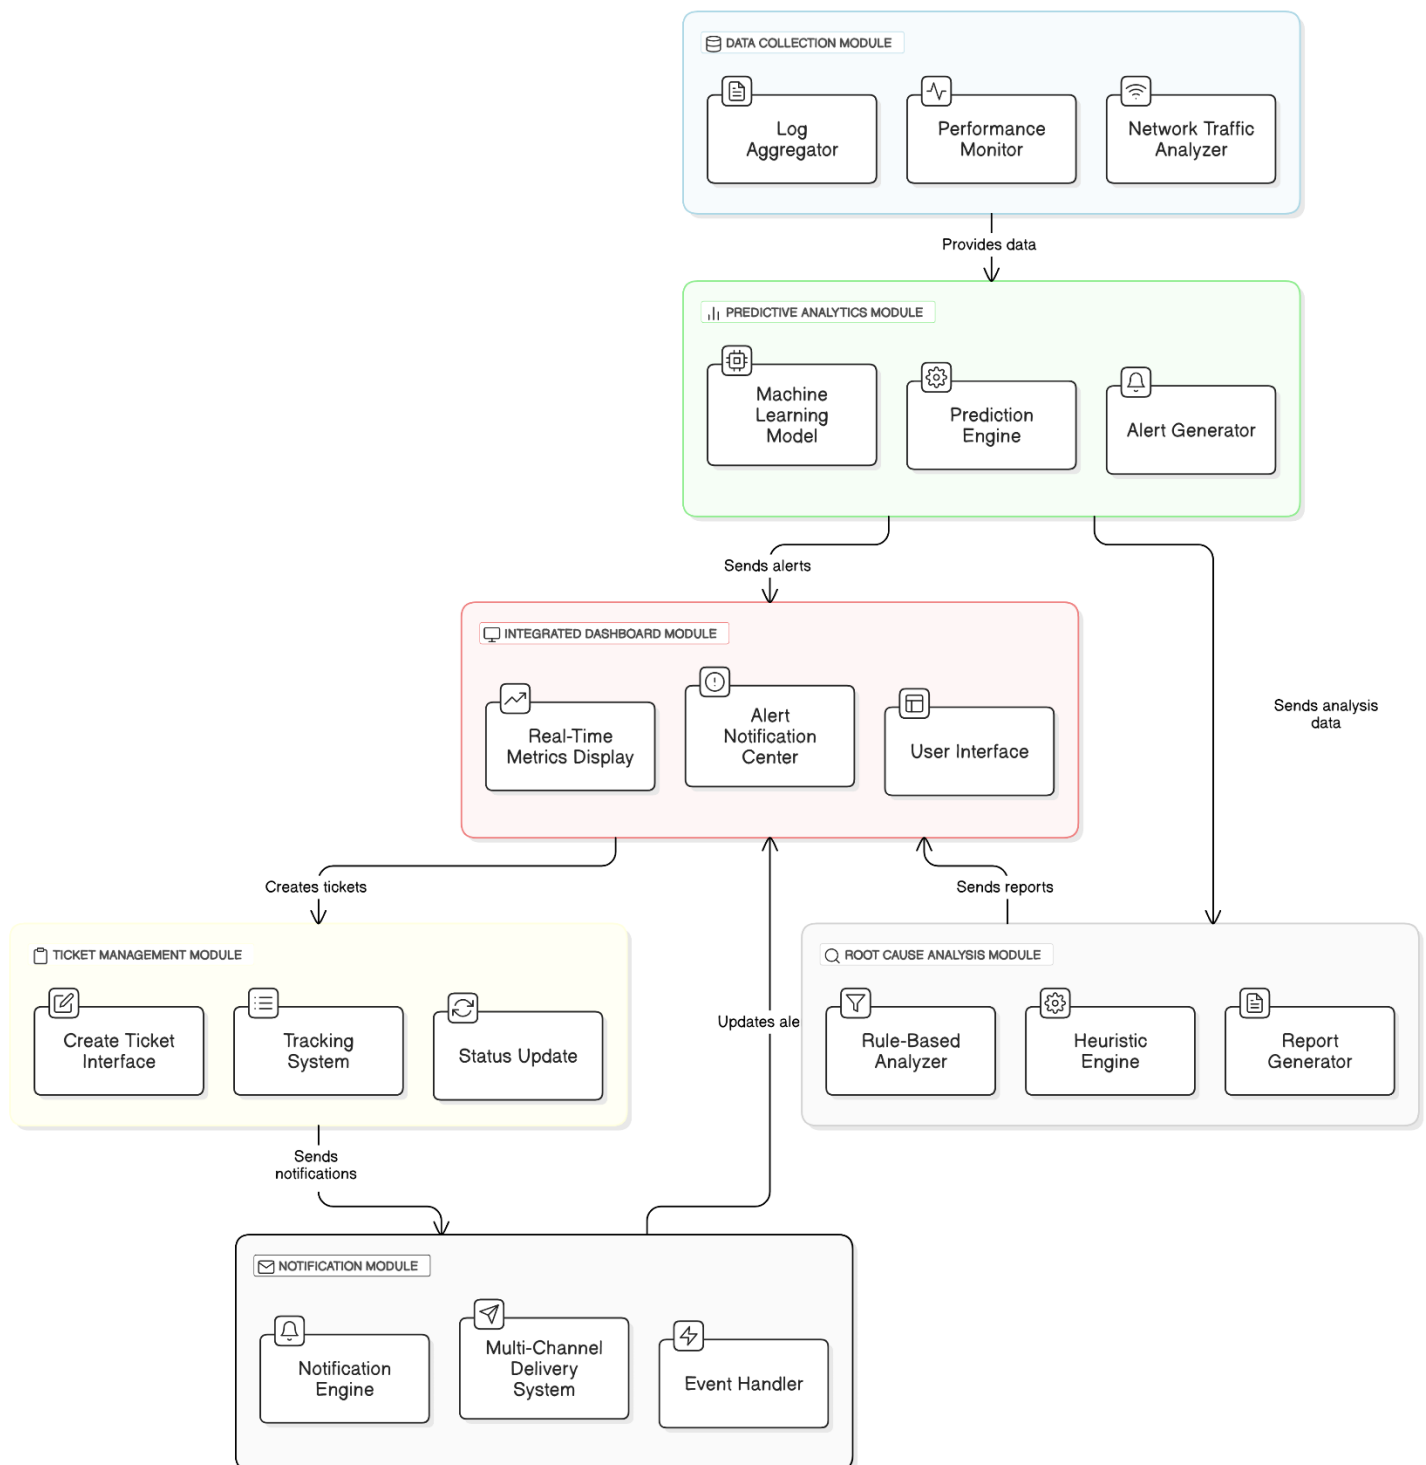 DATA COLLECTION MODULE
Log
Aggregator
Performance
Monitor
Network Traffic
Analyzer
Provides data
PREDICTIVE ANALYTICS MODULE
Machine
Learning
Model
Prediction
Engine
Alert Generator
Sends alerts
INTEGRATED DASHBOARD MODULE
Real-Time
Metrics Display
Alert
Notification
Center
User Interface
Sends analysis
data
Creates tickets
Sends reports
TICKET MANAGEMENT MODULE
Create Ticket
Interface
Tracking
System
Status Update
Updates ale
ROOT CAUSE ANALYSIS MODULE
Rule-Based
Analyzer
Heuristic
Engine
Report
Generator
Sends
notifications
NOTIFICATION MODULE
Notification
Engine
Multi-Channel
Delivery
System
Event Handler